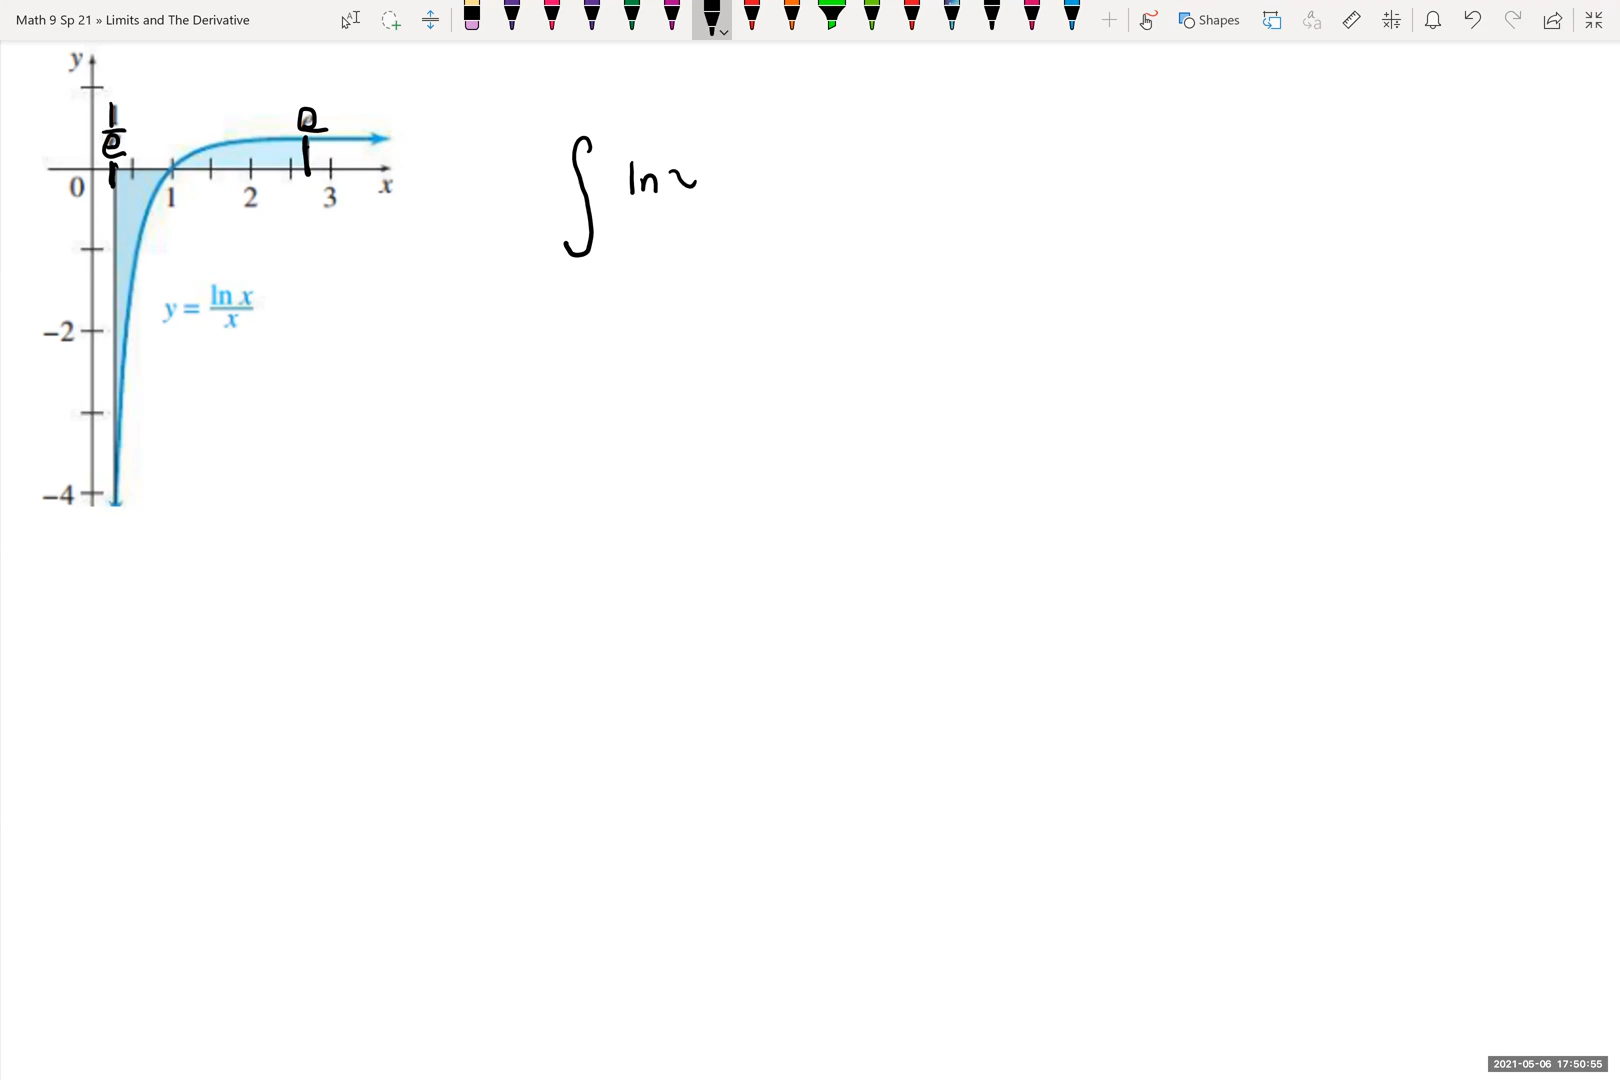 Math 9 Sp 21 » Limits and The Derivative
Shapes
y
1/e
e
∫ ln x
0
1
2
3
x
y = ln x / x
-2
-4
2021-05-06 17:50:55